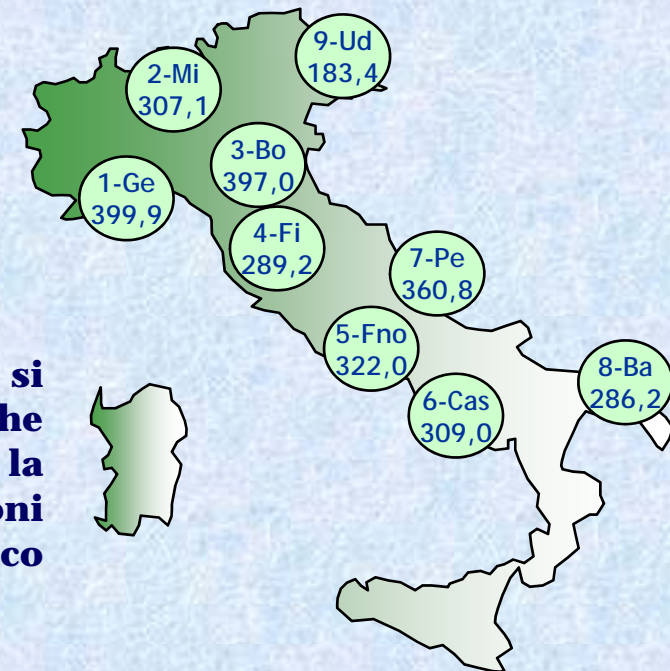 9-Ud
183,4
2-Mi
307,1
3-Bo
397,0
1-Ge
399,9
4-Fi
289,2
7-Pe
360,8
5-Fno
322,0
8-Ba
286,2
6-Cas
309,0
si
he
la
oni
co